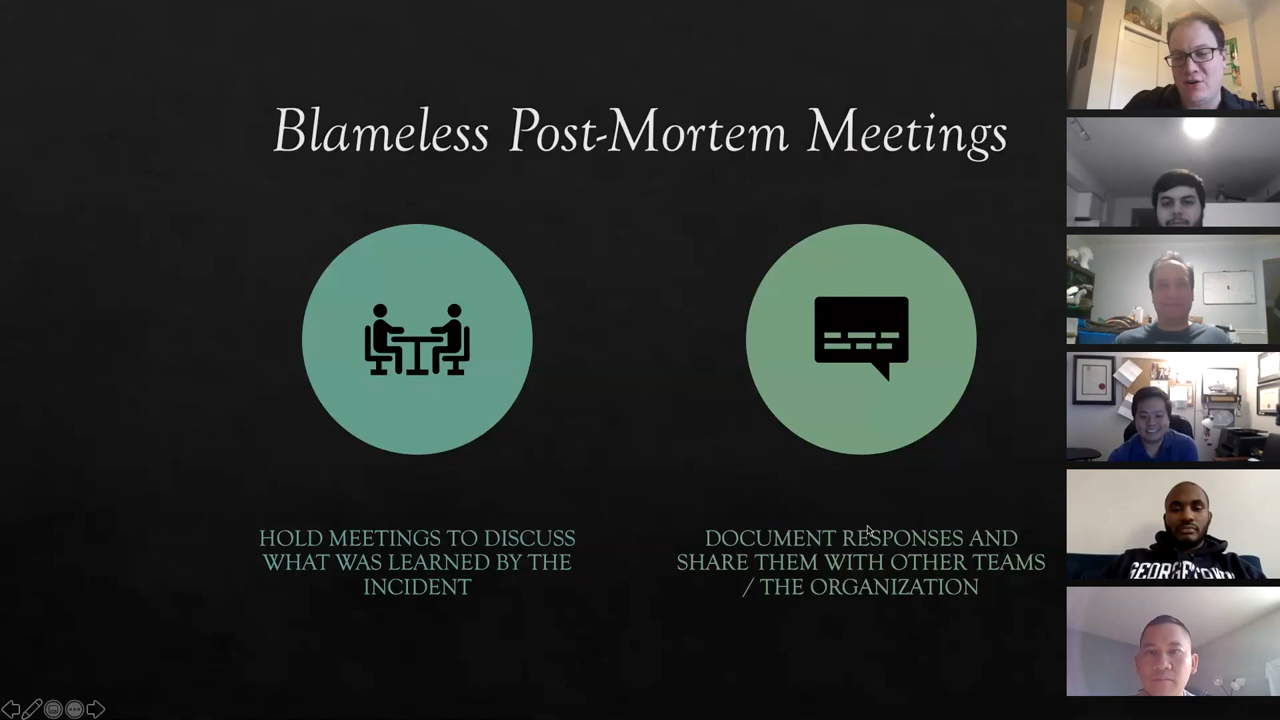 Blameless Post-Mortem Meetings
HOLD MEETINGS TO DISCUSS
WHAT WAS LEARNED BY THE
INCIDENT
DOCUMENT RESPONSES AND
SHARE THEM WITH OTHER TEAMS
/ THE ORGANIZATION
GEORGETOWN